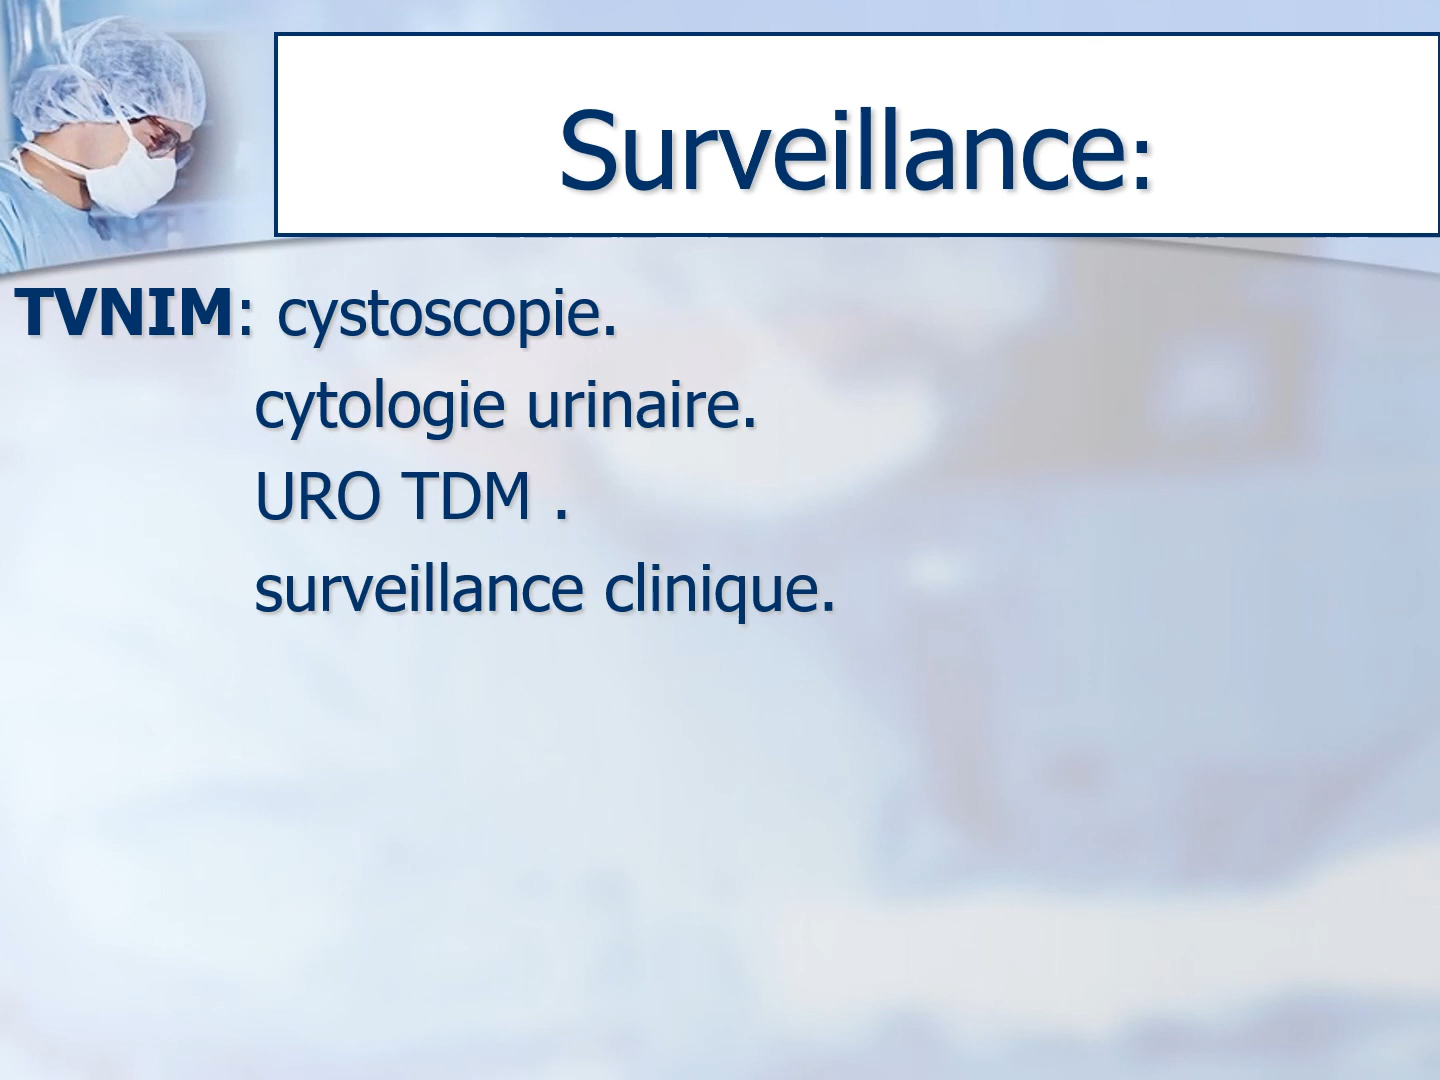 Surveillance:
TVNIM: cystoscopie.
cytologie urinaire.
URO TDM .
surveillance clinique.